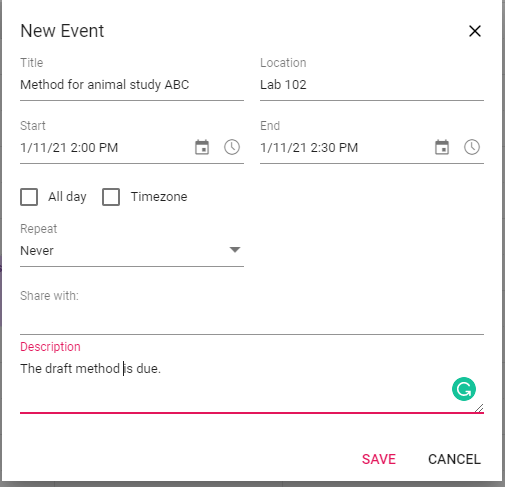 New Event
Title Location
Method for animal study ABC Lab 102
Start End
1/11/21 2:00 PM 1/11/21 2:30 PM
All day Timezone
Repeat
Never
Share with:
Description
The draft method is due.
SAVE CANCEL